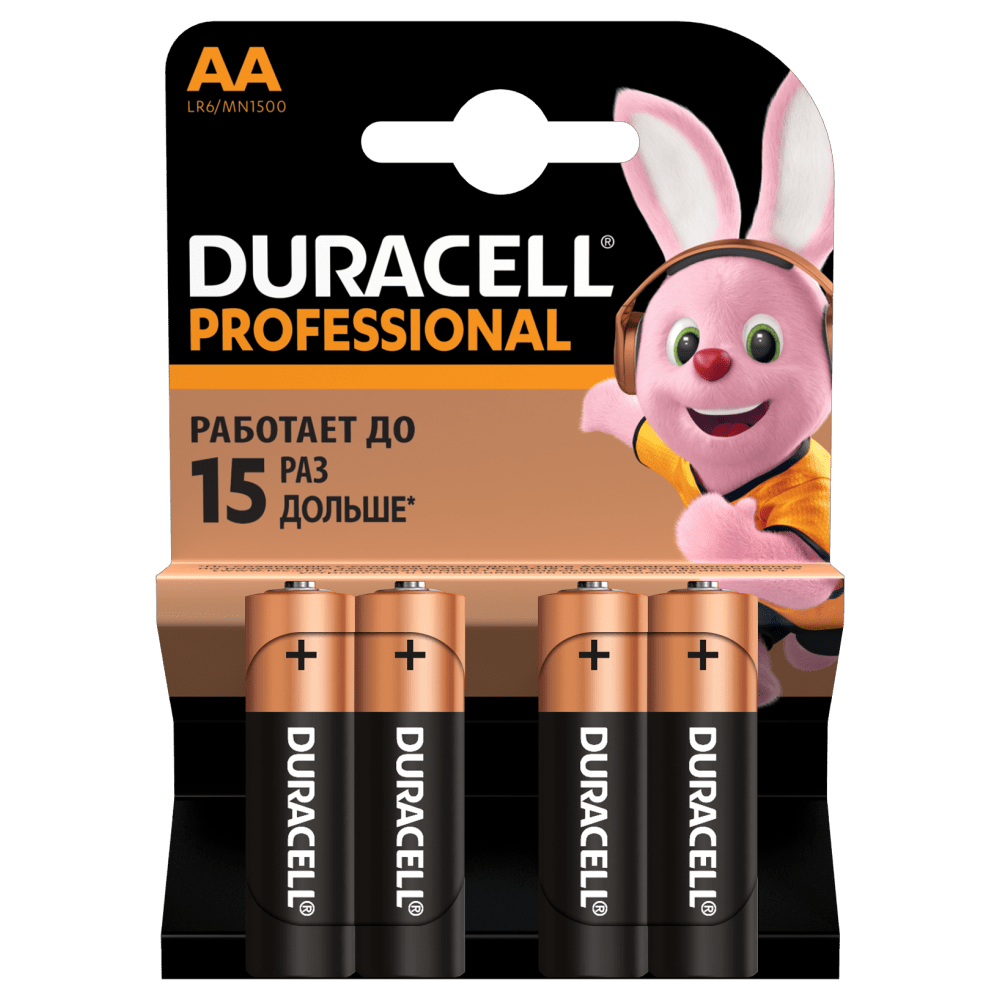 AA
LR6/MN1500
DURACELL®
PROFESSIONAL
РАБОТАЕТ ДО
15 РАЗ
ДОЛЬШЕ*
+ + + +
DURACELL® DURACELL® DURACELL® DURACELL®